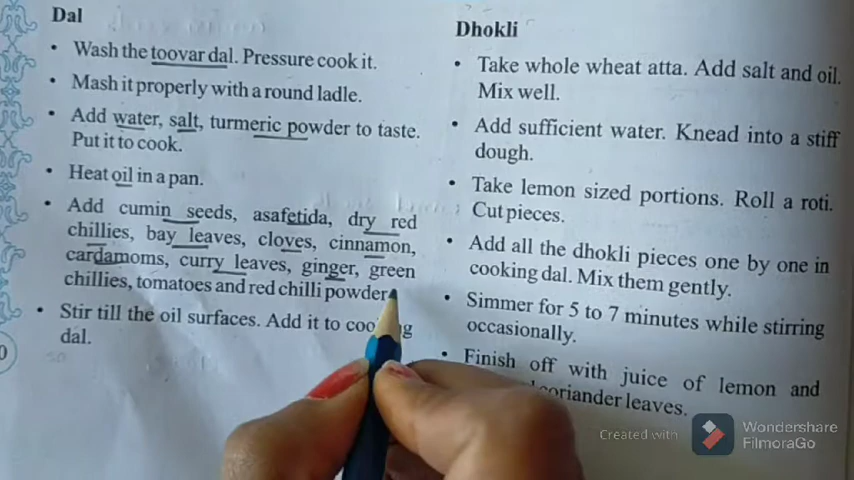 Dal
• Wash the toovar dal. Pressure cook it.
• Mash it properly with a round ladle.
• Add water, salt, turmeric powder to taste.
Put it to cook.
• Heat oil in a pan.
• Add cumin seeds, asafetida, dry red
chillies, bay leaves, cloves, cinnamon,
cardamoms, curry leaves, ginger, green
chillies, tomatoes and red chilli powder
• Stir till the oil surfaces. Add it to
dal.
Dhokli
• Take whole wheat atta. Add salt and oil.
Mix well.
• Add sufficient water. Knead into a stiff
dough.
• Take lemon sized portions. Roll a roti.
Cut pieces.
• Add all the dhokli pieces one by one in
cooking dal. Mix them gently.
• Simmer for 5 to 7 minutes while stirring
occasionally.
• Finish off with juice of lemon and
coriander leaves.
Created with
Wondershare
FilmoraGo